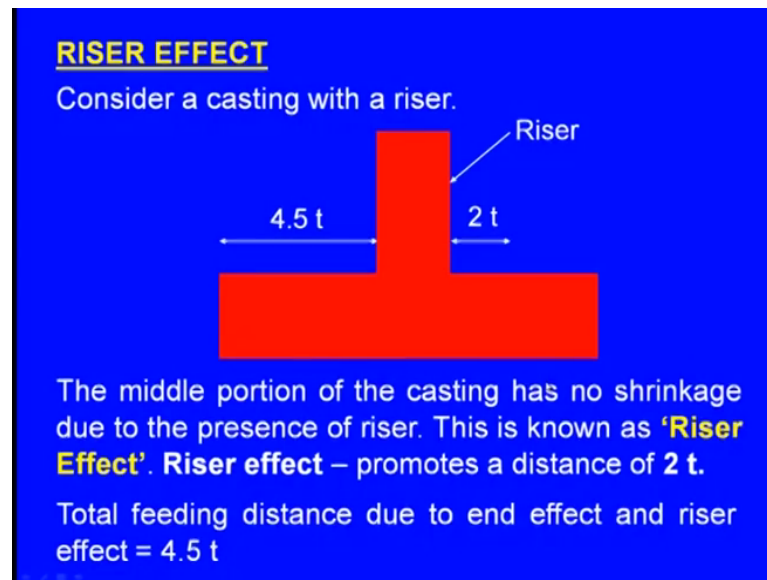 RISER EFFECT
Consider a casting with a riser.
Riser
4.5 t
2 t
The middle portion of the casting has no shrinkage
due to the presence of riser. This is known as ‘Riser
Effect’. Riser effect – promotes a distance of 2 t.
Total feeding distance due to end effect and riser
effect = 4.5 t